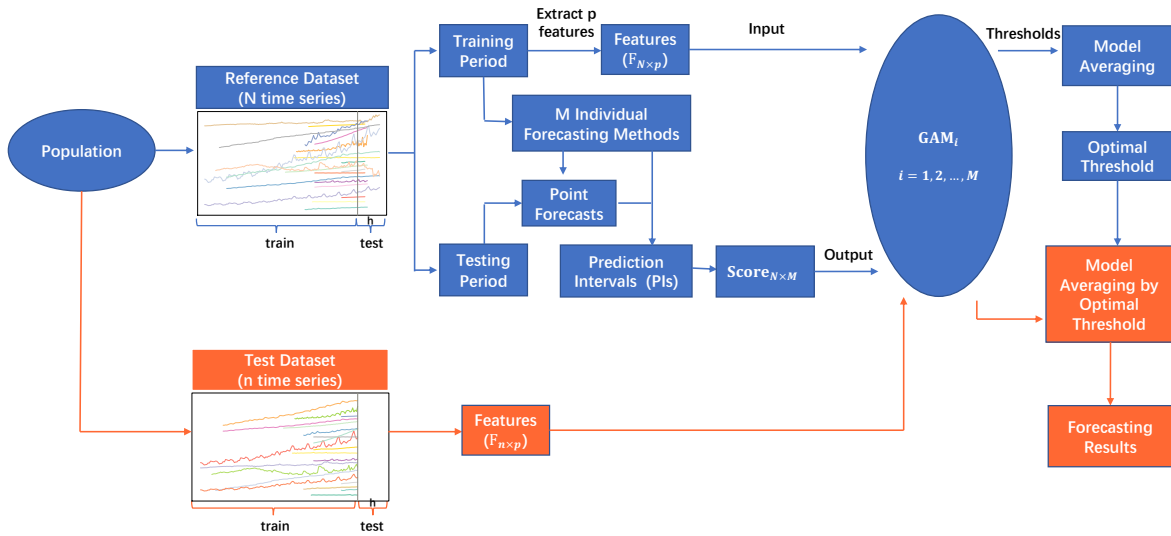 Population
Reference Dataset
(N time series)
h
train
test
Training
Period
Extract p
features
Features
(F_{N×p})
Input
M Individual
Forecasting Methods
Point
Forecasts
Testing
Period
Prediction
Intervals (PIs)
Score_{N×M}
Output
GAM_i
i = 1, 2, …, M
Thresholds
Model
Averaging
Optimal
Threshold
Model
Averaging by
Optimal
Threshold
Forecasting
Results
Test Dataset
(n time series)
h
train
test
Features
(F_{n×p})